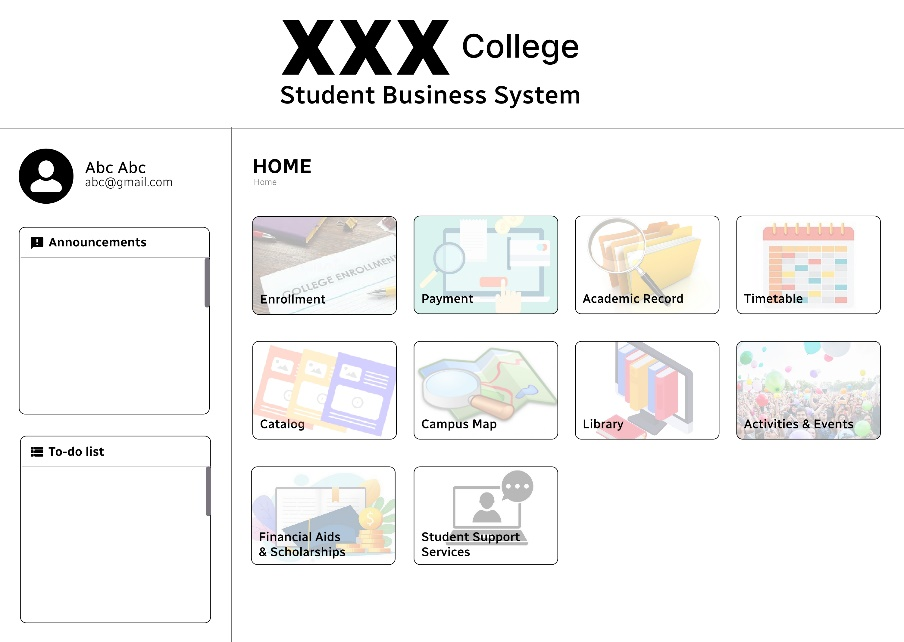 XXX College
Student Business System
Abc Abc
abc@gmail.com
Announcements
To-do list
HOME
Home
COLLEGE ENROLLMENT
Enrollment
Payment
Academic Record
Timetable
Catalog
Campus Map
Library
Activities & Events
Financial Aids
& Scholarships
Student Support
Services